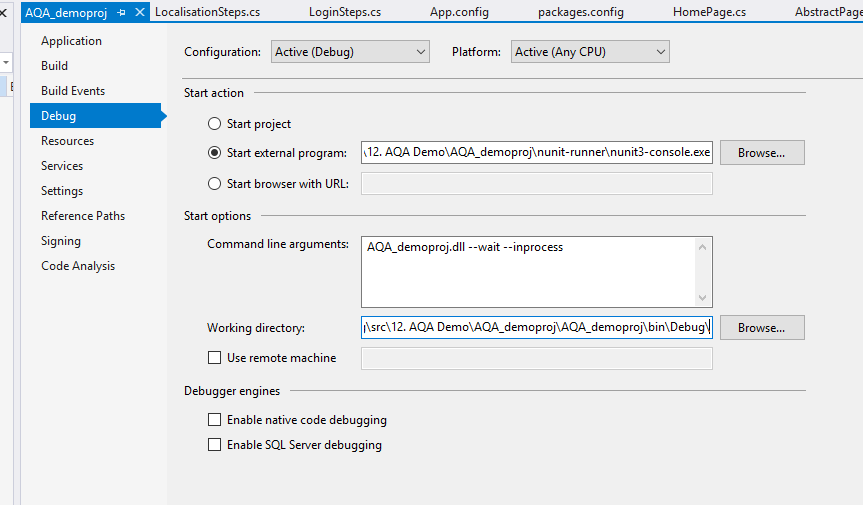 AQA_demoproj LocalisationSteps.cs LoginSteps.cs App.config packages.config HomePage.cs AbstractPage
Application
Build
Build Events
Debug
Resources
Services
Settings
Reference Paths
Signing
Code Analysis
Configuration: Active (Debug) Platform: Active (Any CPU)
Start action
Start project
Start external program: \12. AQA Demo\AQA_demoproj\nunit-runner\nunit3-console.exe Browse...
Start browser with URL:
Start options
Command line arguments: AQA_demoproj.dll --wait --inprocess
Working directory: \src\12. AQA Demo\AQA_demoproj\AQA_demoproj\bin\Debug\ Browse...
Use remote machine
Debugger engines
Enable native code debugging
Enable SQL Server debugging